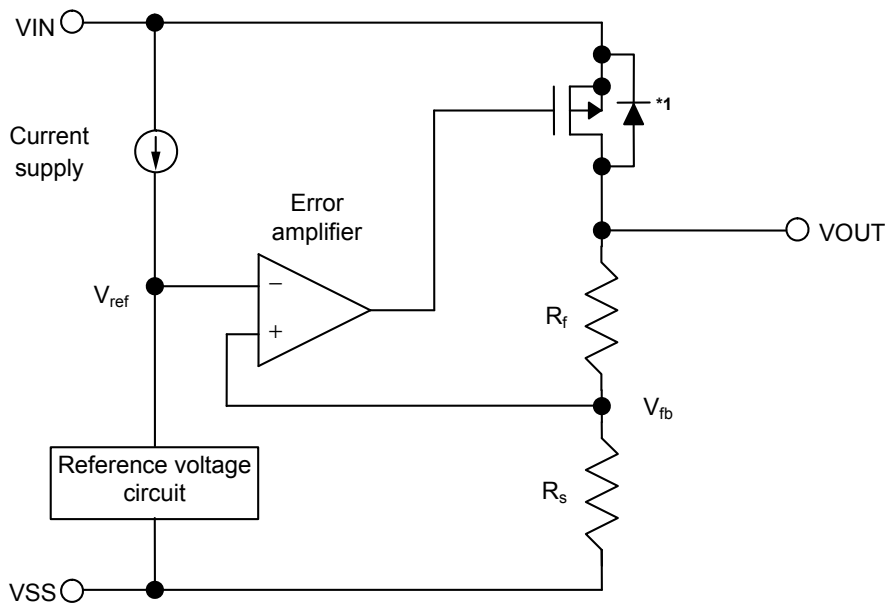 VIN
*1
Current
supply
Error
amplifier
VOUT
Vref
−
+
Rf
Vfb
Reference voltage
circuit
Rs
VSS